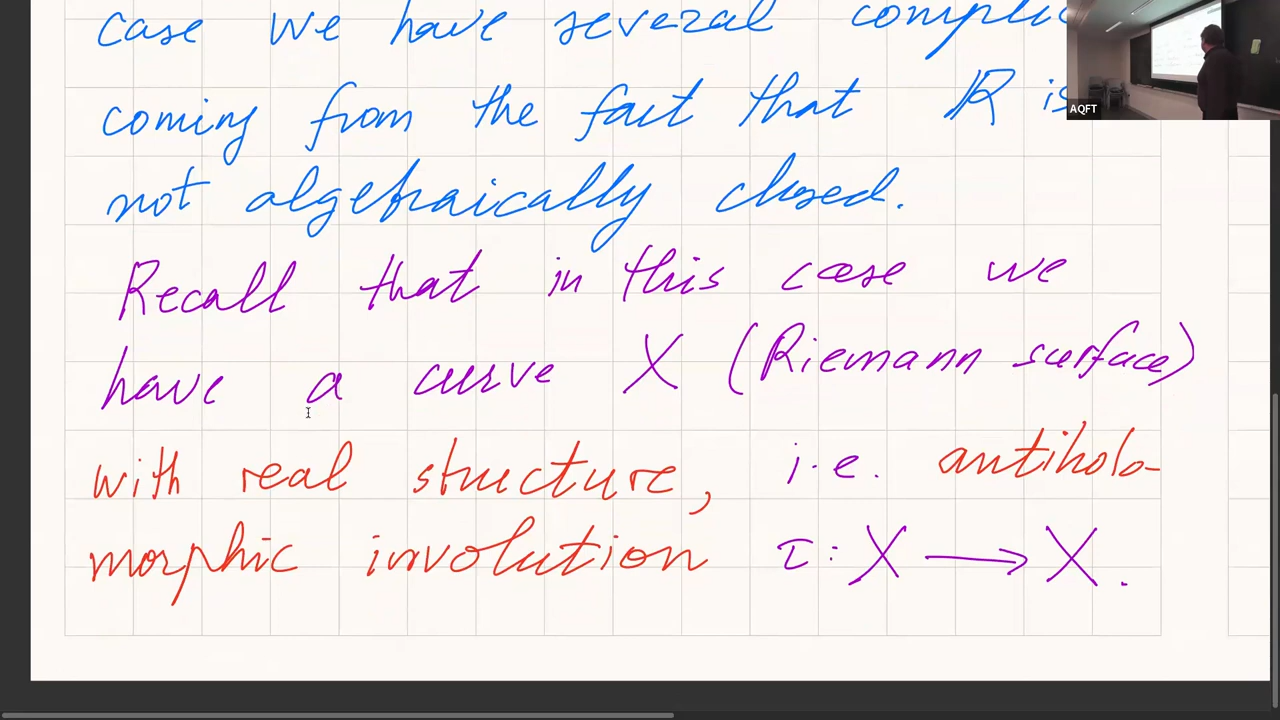 case we have several
coming from the fact that ℝ is
not algebraically closed.
Recall that in this case we
have a curve X (Riemann surface)
with real structure, i.e. antiholo-
morphic involution τ: X ⟶ X.
AQFT